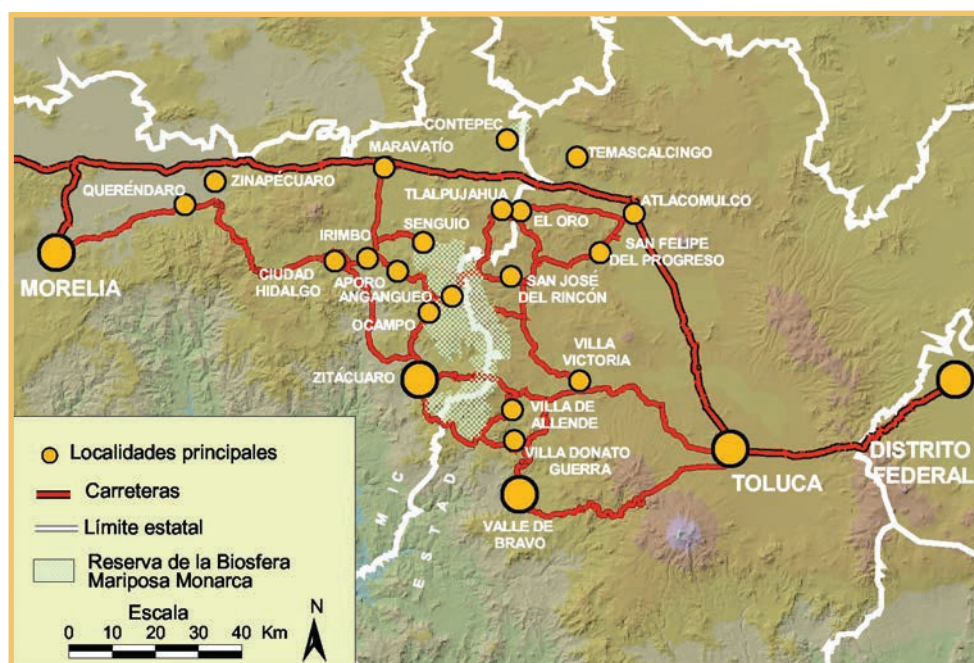 CONTEPEC
MARAVATÍO
TEMASCALCINGO
QUERÉNDARO
ZINAPÉCUARO
TLALPUJAHUA
ATLACOMULCO
EL ORO
SENGUIO
IRIMBO
SAN FELIPE
DEL PROGRESO
MORELIA
CIUDAD
HIDALGO
APORO
ANGANGUEO
SAN JOSÉ
DEL RINCÓN
OCAMPO
VILLA
VICTORIA
ZITÁCUARO
VILLA DE
ALLENDE
VILLA DONATO
GUERRA
DISTRITO
FEDERAL
TOLUCA
VALLE DE
BRAVO
MIC
ESTAD
Localidades principales
Carreteras
Límite estatal
Reserva de la Biosfera
Mariposa Monarca
Escala
N
0 10 20 30 40 Km